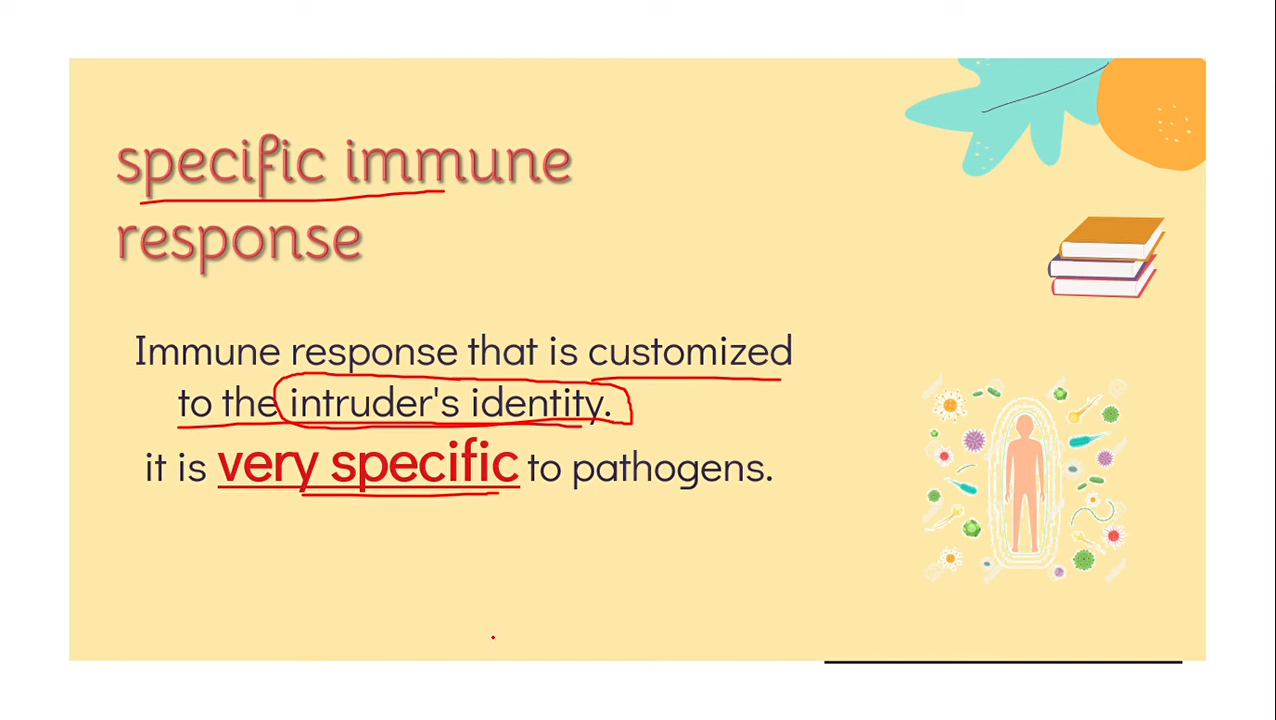 specific immune
response
Immune response that is customized
to the intruder's identity.
it is very specific to pathogens.